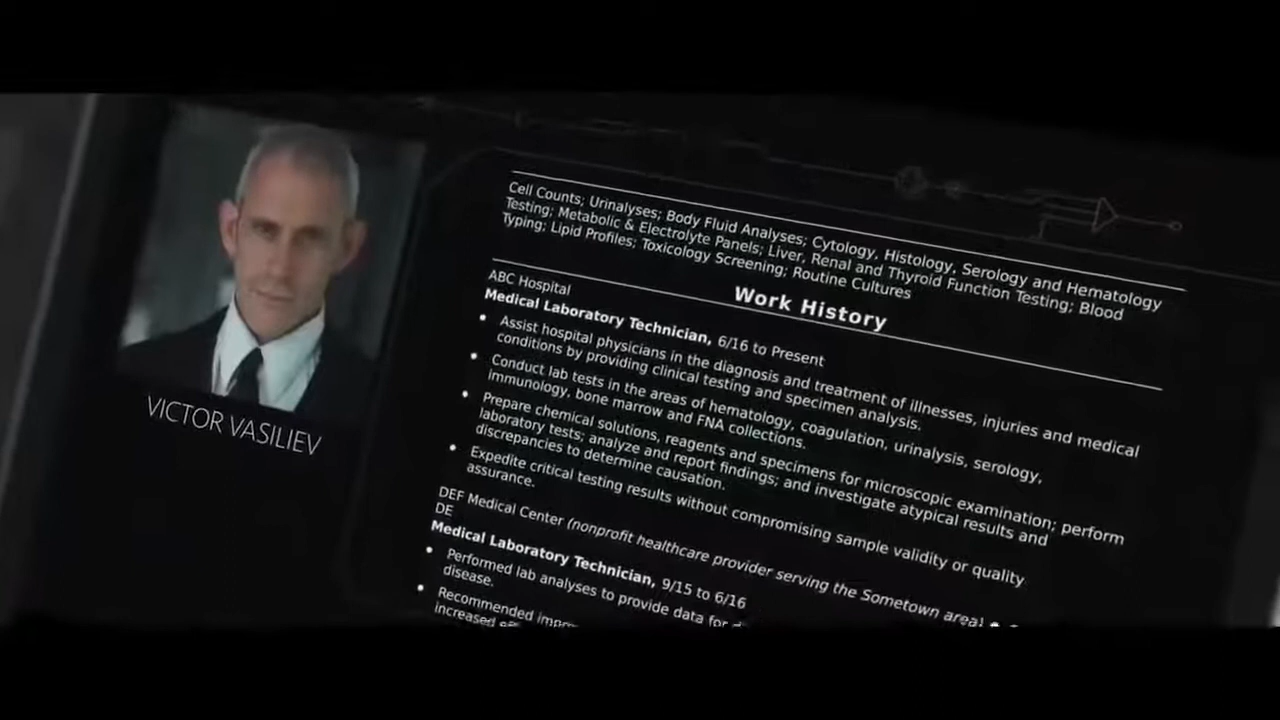 VICTOR VASILIEV
Cell Counts; Urinalyses; Body Fluid Analyses; Cytology, Histology, Serology and Hematology
Testing; Metabolic & Electrolyte Panels; Liver, Renal and Thyroid Function Testing; Blood
Typing; Lipid Profiles; Toxicology Screening; Routine Cultures
Work History
ABC Hospital
Medical Laboratory Technician, 6/16 to Present
• Assist hospital physicians in the diagnosis and treatment of illnesses, injuries and medical
conditions by providing clinical testing and specimen analysis.
• Conduct lab tests in the areas of hematology, coagulation, urinalysis, serology,
immunology, bone marrow and FNA collections.
• Prepare chemical solutions, reagents and specimens for microscopic examination; perform
laboratory tests; analyze and report findings; and investigate atypical results and
discrepancies to determine causation.
• Expedite critical testing results without compromising sample validity or quality
assurance.
DEF Medical Center (nonprofit healthcare provider serving the Sometown area)
DE
Medical Laboratory Technician, 9/15 to 6/16
• Performed lab analyses to provide data for
disease.
• Recommended
increased